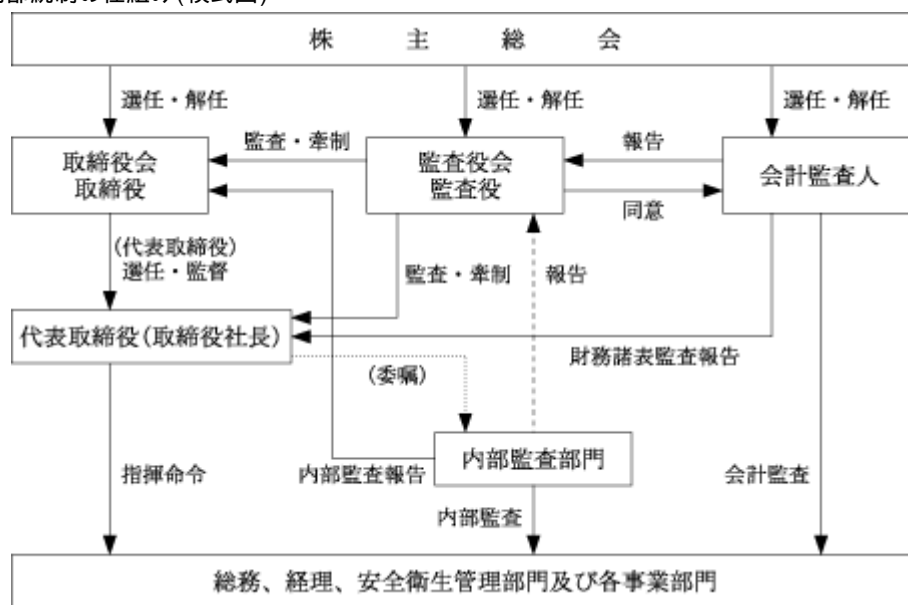 内部統制の仕組み(模式図)
株主総会
選任・解任
選任・解任
選任・解任
取締役会
取締役
監査・牽制
監査役会
監査役
報告
同意
会計監査人
(代表取締役)
選任・監督
監査・牽制
報告
代表取締役(取締役社長)
財務諸表監査報告
(委嘱)
内部監査部門
指揮命令
内部監査報告
会計監査
内部監査
総務、経理、安全衛生管理部門及び各事業部門